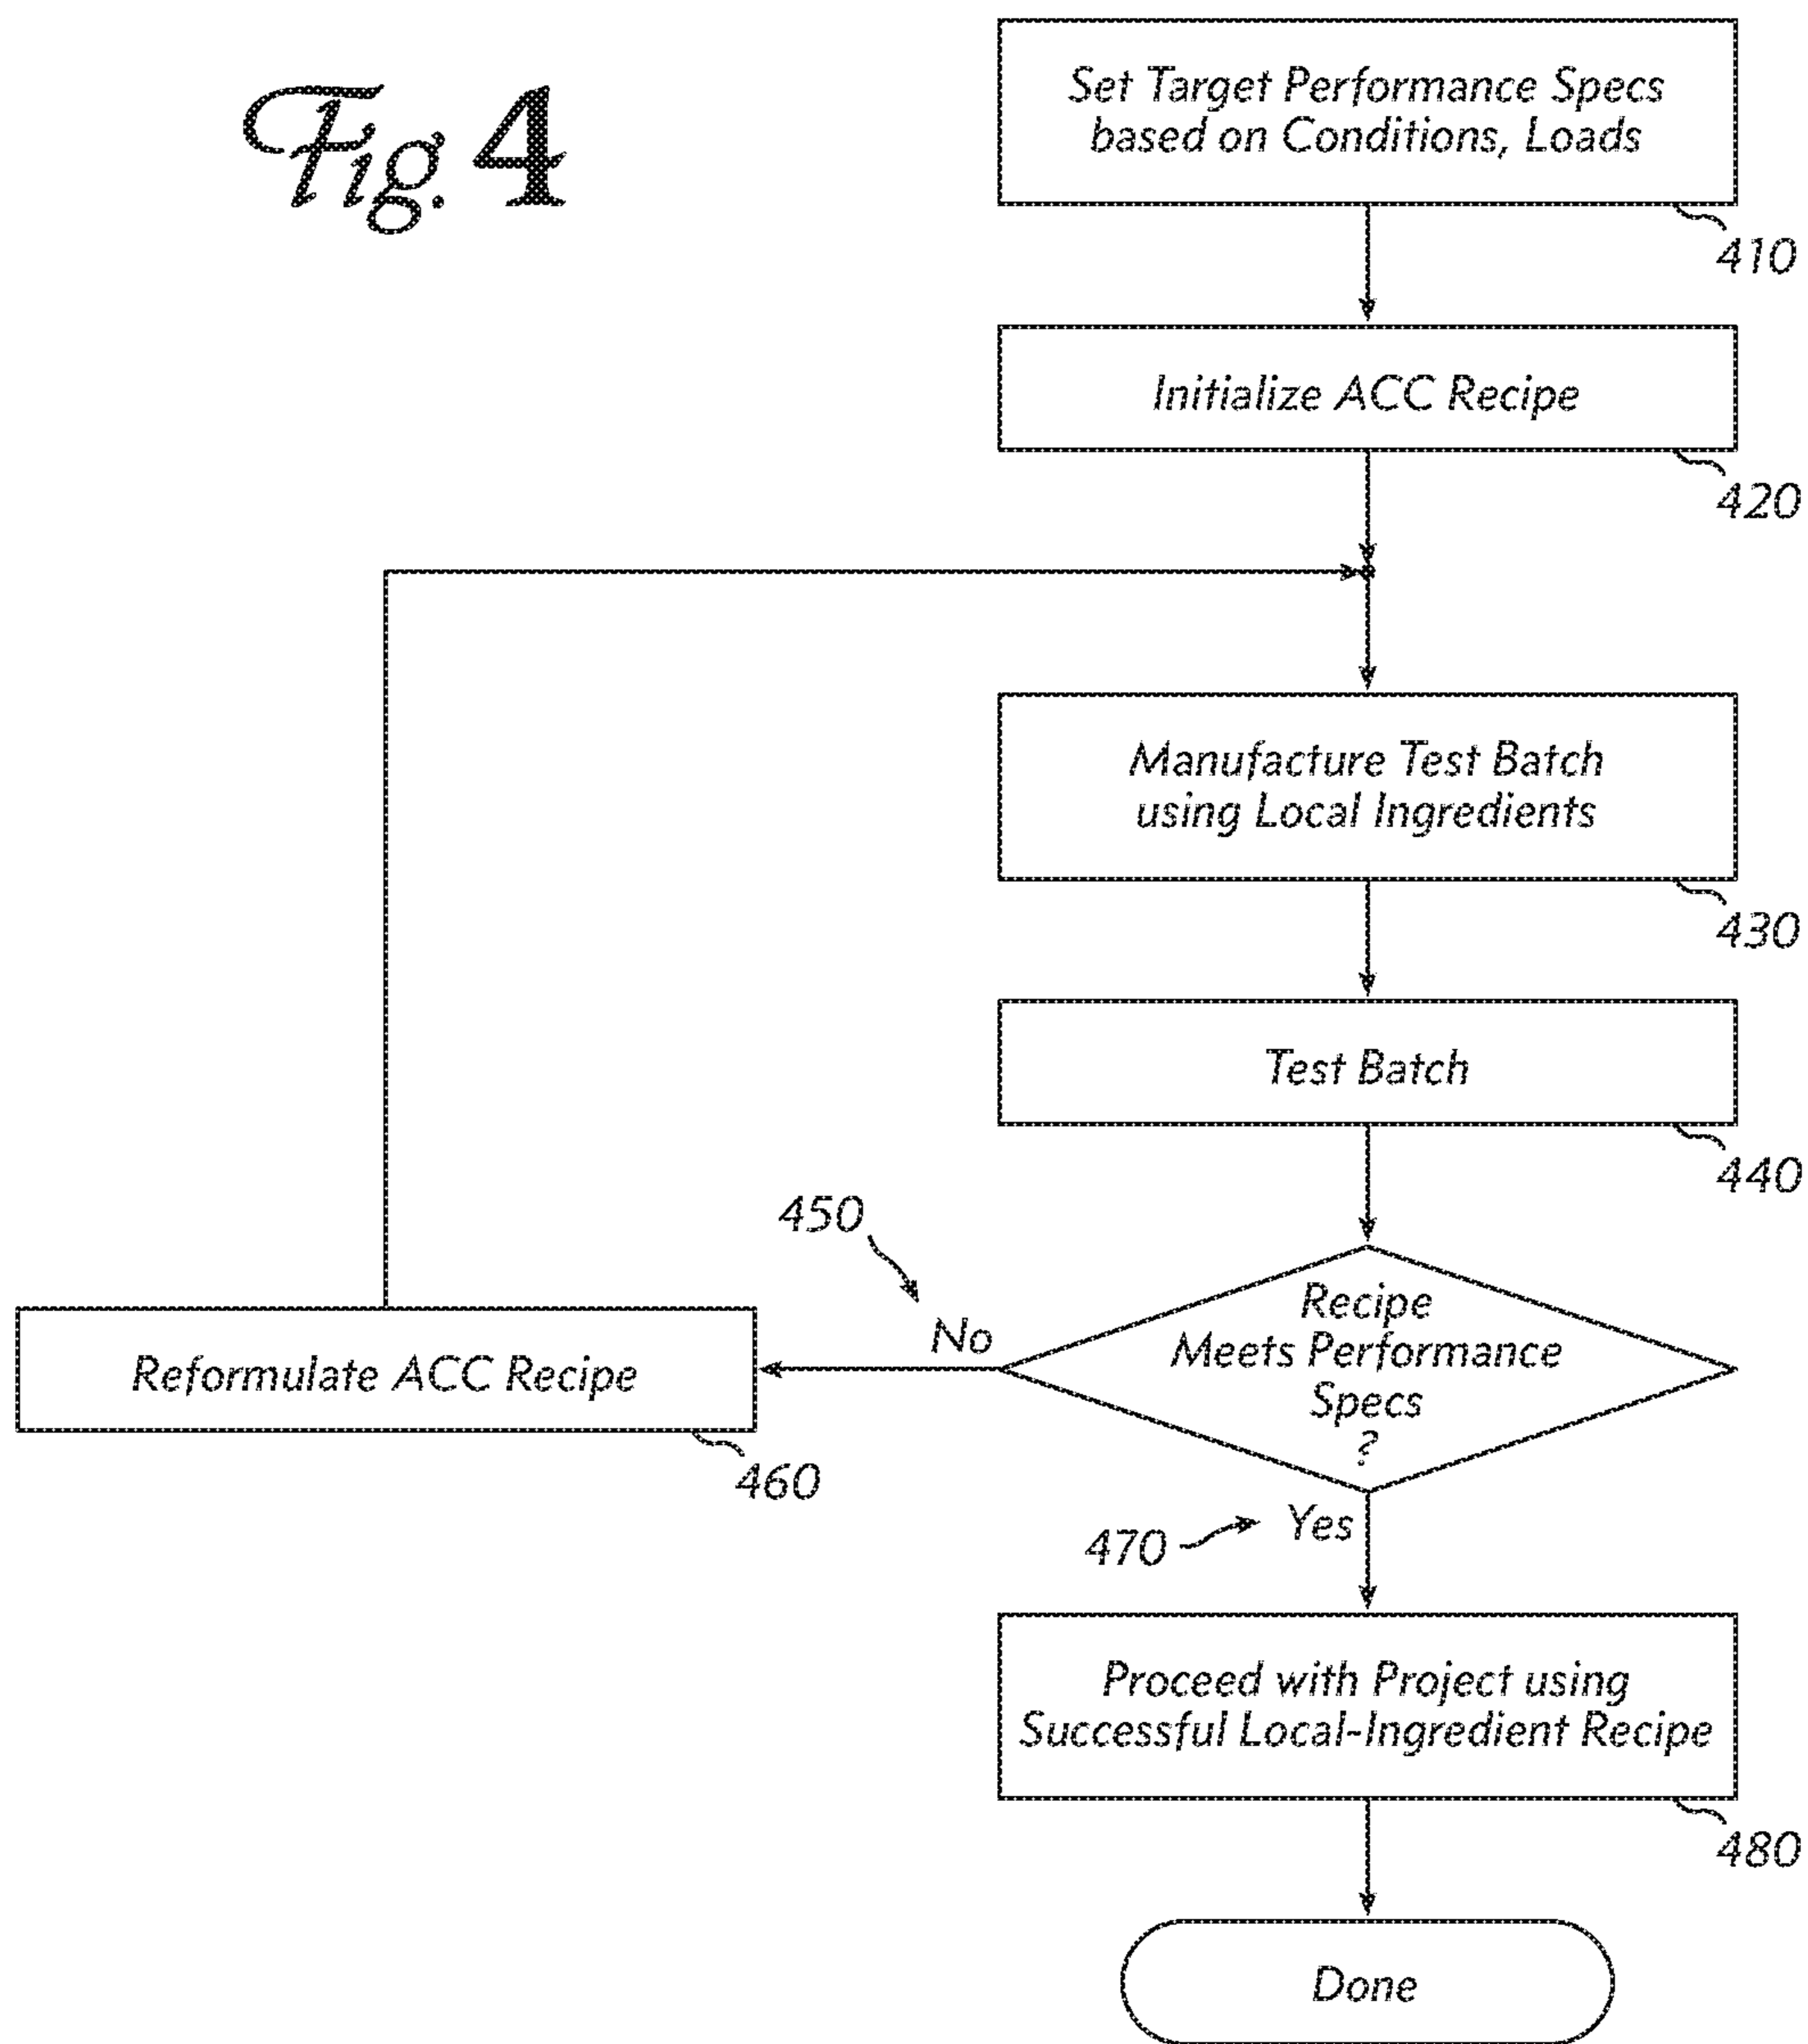 Fig. 4
Set Target Performance Specs
based on Conditions, Loads
410
Initialize ACC Recipe
420
Manufacture Test Batch
using Local Ingredients
430
Test Batch
440
450
No
Recipe
Meets Performance
Specs
?
Reformulate ACC Recipe
460
470
Yes
Proceed with Project using
Successful Local-Ingredient Recipe
480
Done